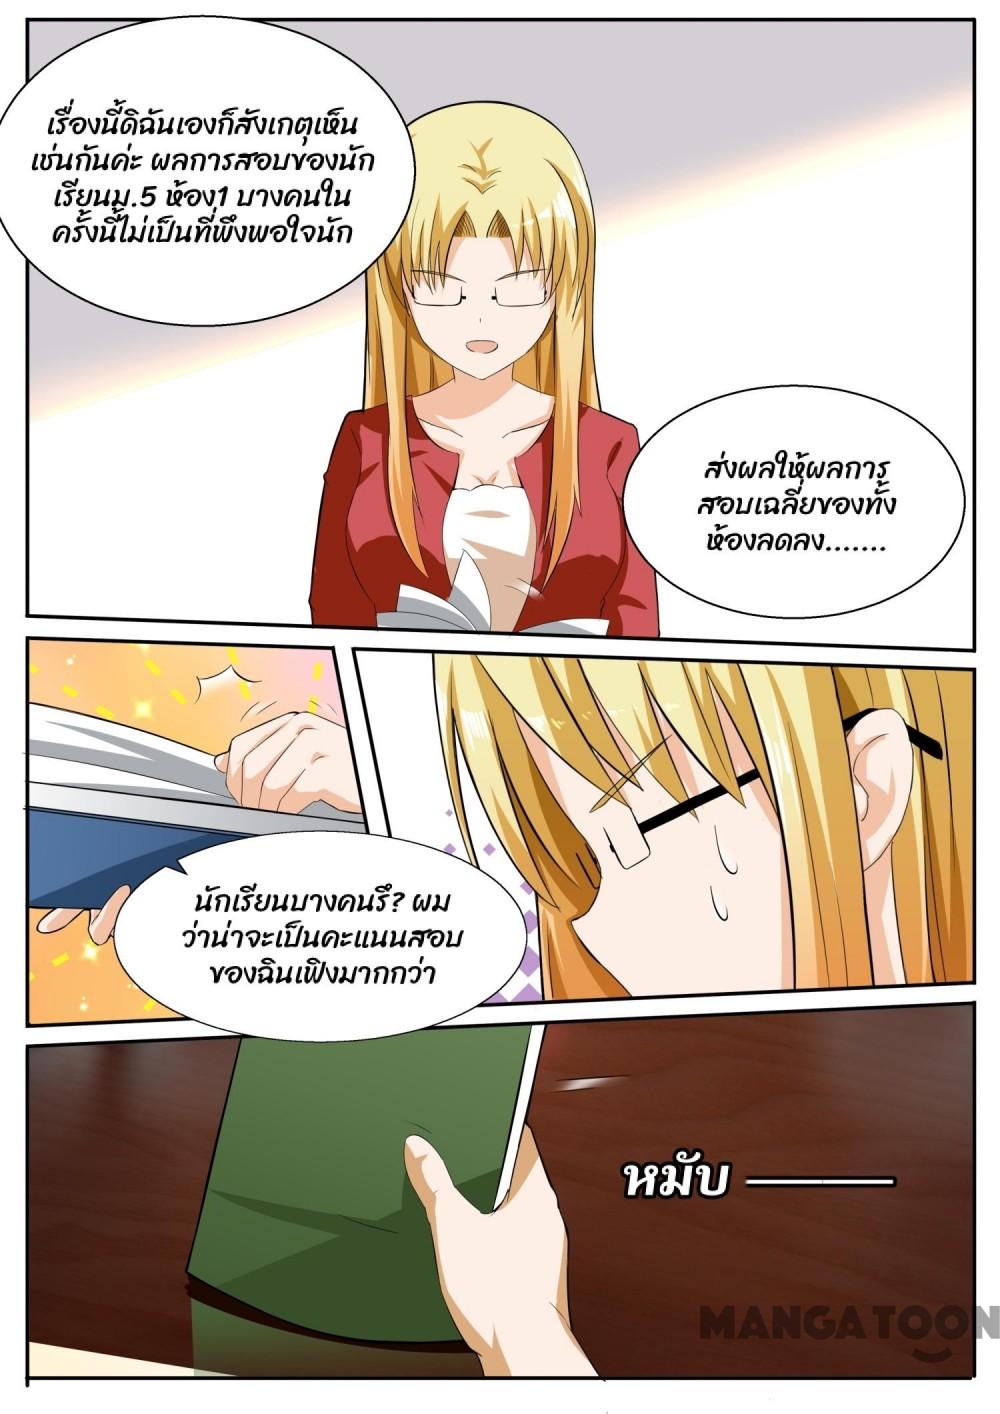 เรื่องนี้ดิฉันเองก็สังเกตุเห็น
เช่นกันค่ะ ผลการสอบของนัก
เรียนม.5 ห้อง1 บางคนใน
ครั้งนี้ไม่เป็นที่พึงพอใจนัก
ส่งผลให้ผลการ
สอบเฉลี่ยของทั้ง
ห้องลดลง.......
นักเรียนบางคนรึ? ผม
ว่าน่าจะเป็นคะแนนสอบ
ของฉินเฟิงมากกว่า
หมับ
MANGATOON